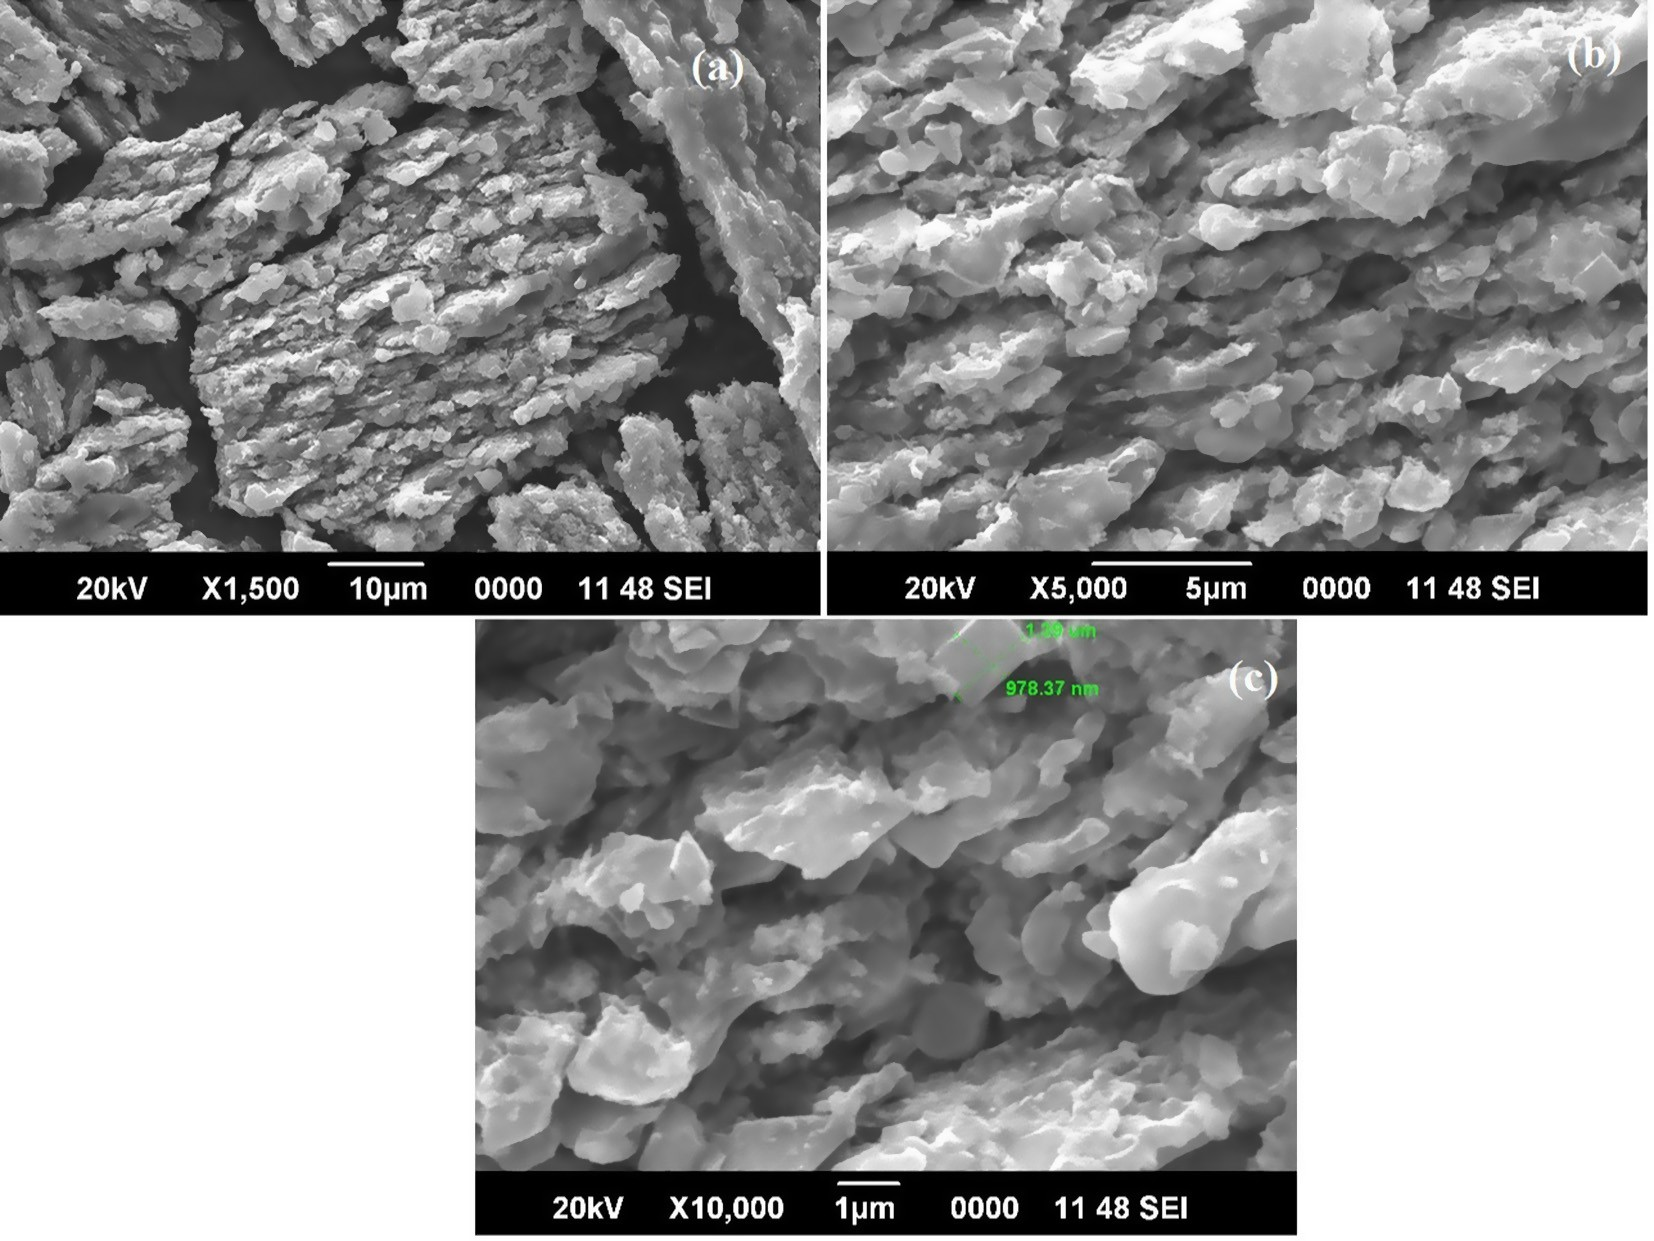 (a)
20kV X1,500 10µm 0000 11 48 SEI
(b)
20kV X5,000 5µm 0000 11 48 SEI
978.37 nm
(c)
20kV X10,000 1µm 0000 11 48 SEI